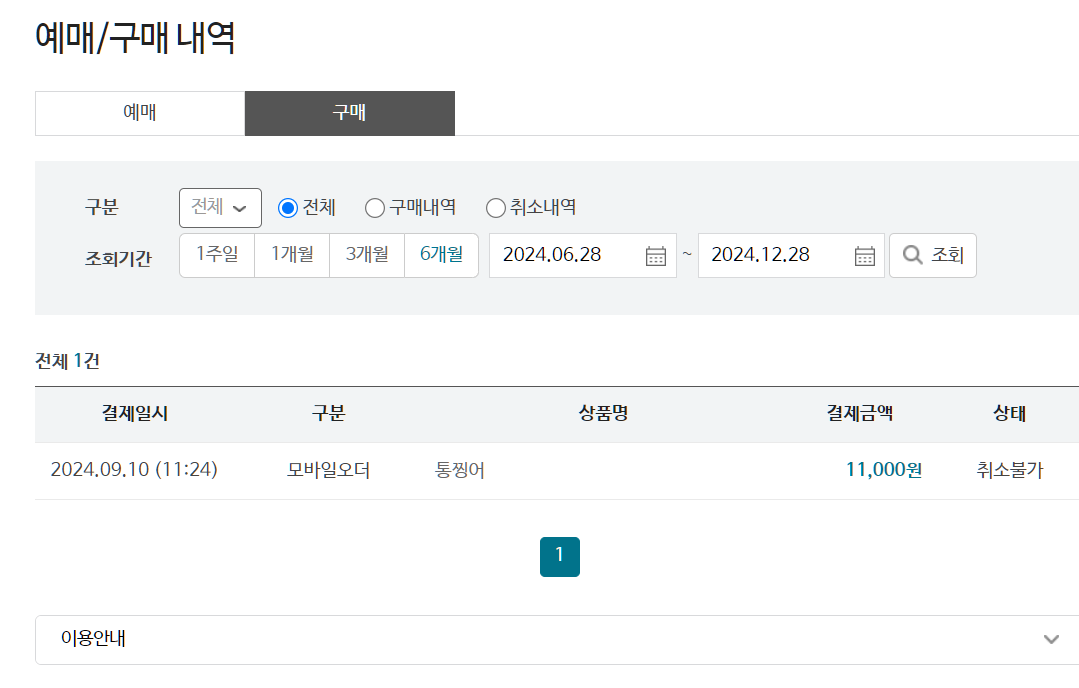 예매/구매 내역
예매 구매
구분 전체 전체 구매내역 취소내역
조회기간 1주일 1개월 3개월 6개월 2024.06.28 ~ 2024.12.28 조회
전체 1건
결제일시 구분 상품명 결제금액 상태
2024.09.10 (11:24) 모바일오더 통찡어 11,000원 취소불가
1
이용안내